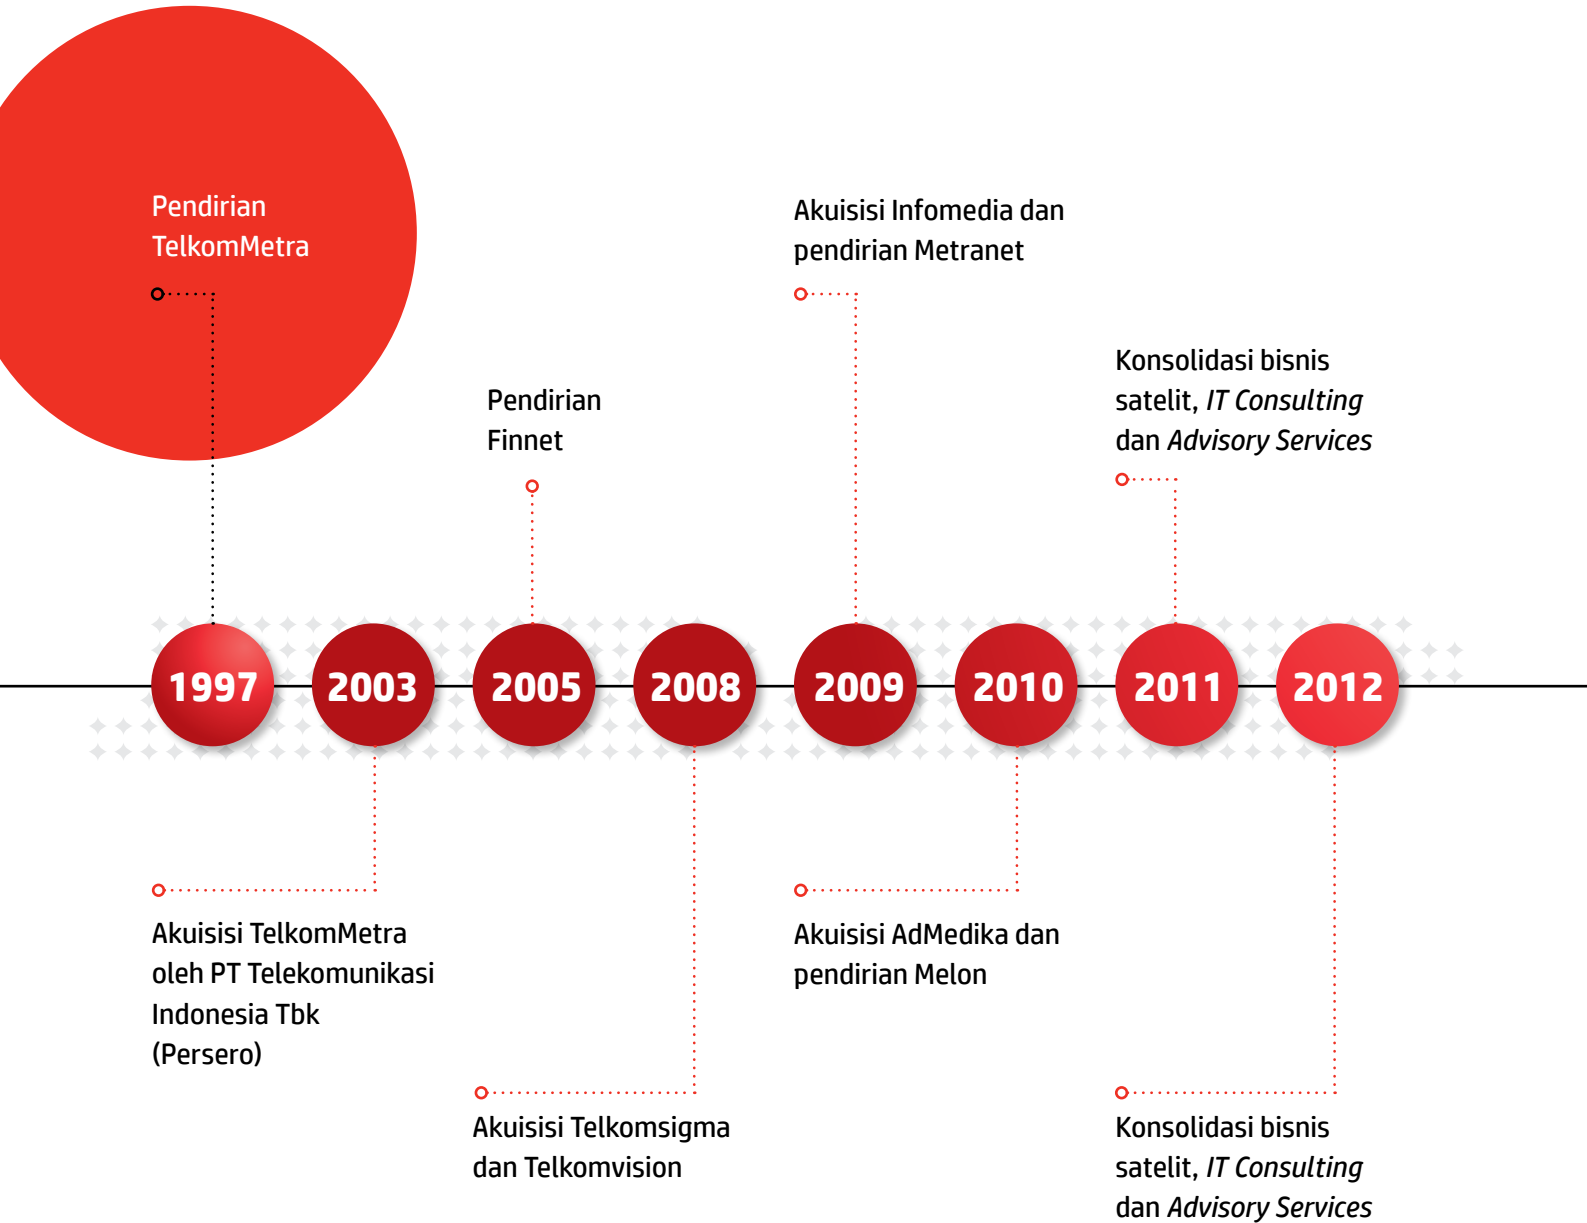 Pendirian
TelkomMetra
Akuisisi Infomedia dan
pendirian Metranet
Konsolidasi bisnis
satelit, IT Consulting
dan Advisory Services
Pendirian
Finnet
1997
2003
2005
2008
2009
2010
2011
2012
Akuisisi TelkomMetra
oleh PT Telekomunikasi
Indonesia Tbk
(Persero)
Akuisisi AdMedika dan
pendirian Melon
Akuisisi Telkomsigma
dan Telkomvision
Konsolidasi bisnis
satelit, IT Consulting
dan Advisory Services